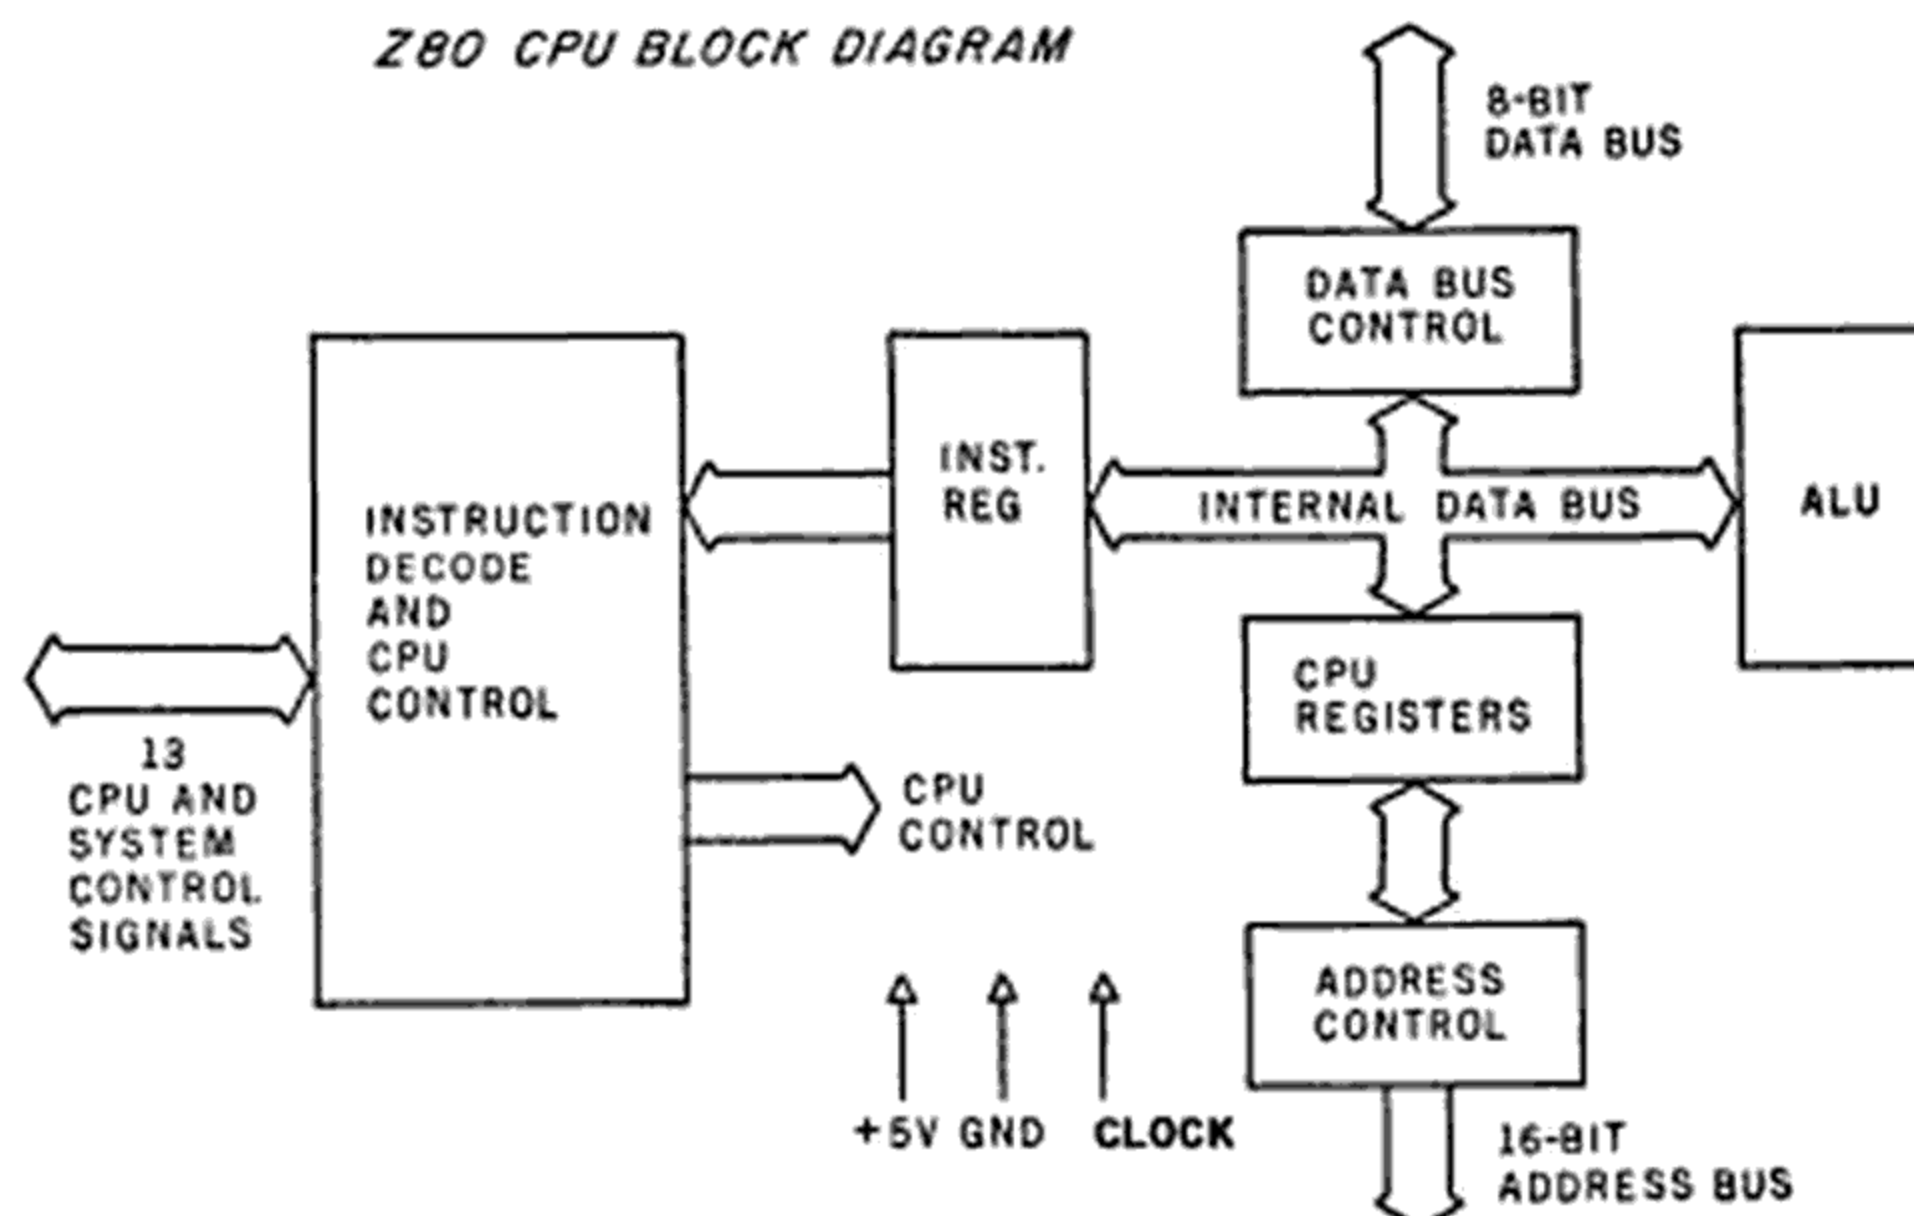 Z80 CPU BLOCK DIAGRAM
8-BIT
DATA BUS
DATA BUS
CONTROL
INST.
REG
INTERNAL DATA BUS
ALU
INSTRUCTION
DECODE
AND
CPU
CONTROL
CPU
REGISTERS
13
CPU AND
SYSTEM
CONTROL
SIGNALS
CPU
CONTROL
ADDRESS
CONTROL
+5V GND CLOCK
16-BIT
ADDRESS BUS